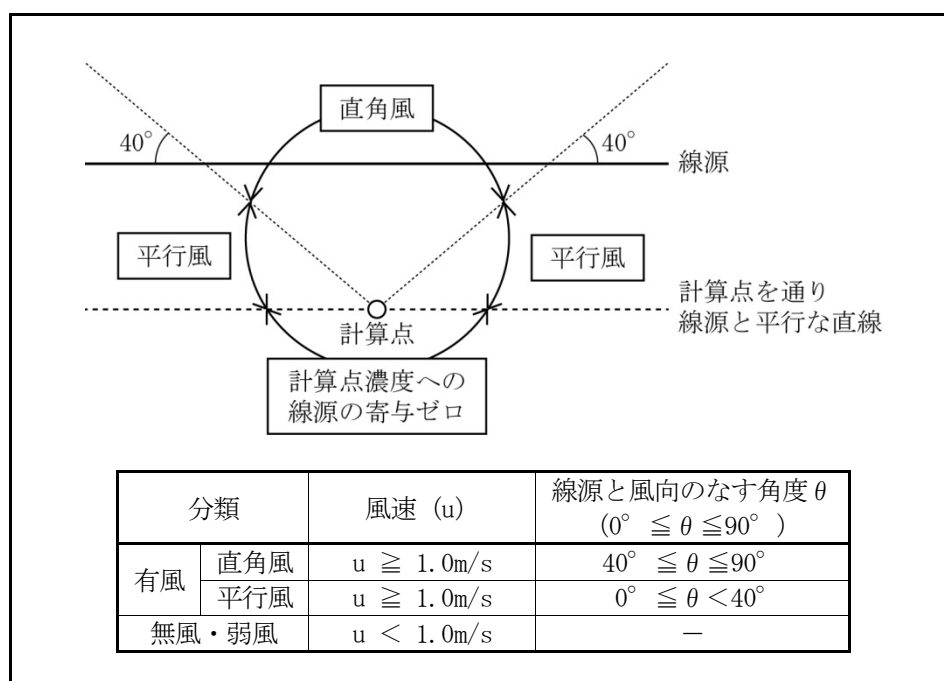 直角風
40°
40°
線源
平行風
平行風
計算点を通り
線源と平行な直線
計算点
計算点濃度への
線源の寄与ゼロ
分類 風速（u） 線源と風向のなす角度θ
（0° ≦θ≦90° ）
有風 直角風 u ≧ 1.0m/s 40° ≦θ≦90°
平行風 u ≧ 1.0m/s 0° ≦θ＜40°
無風・弱風 u ＜ 1.0m/s －